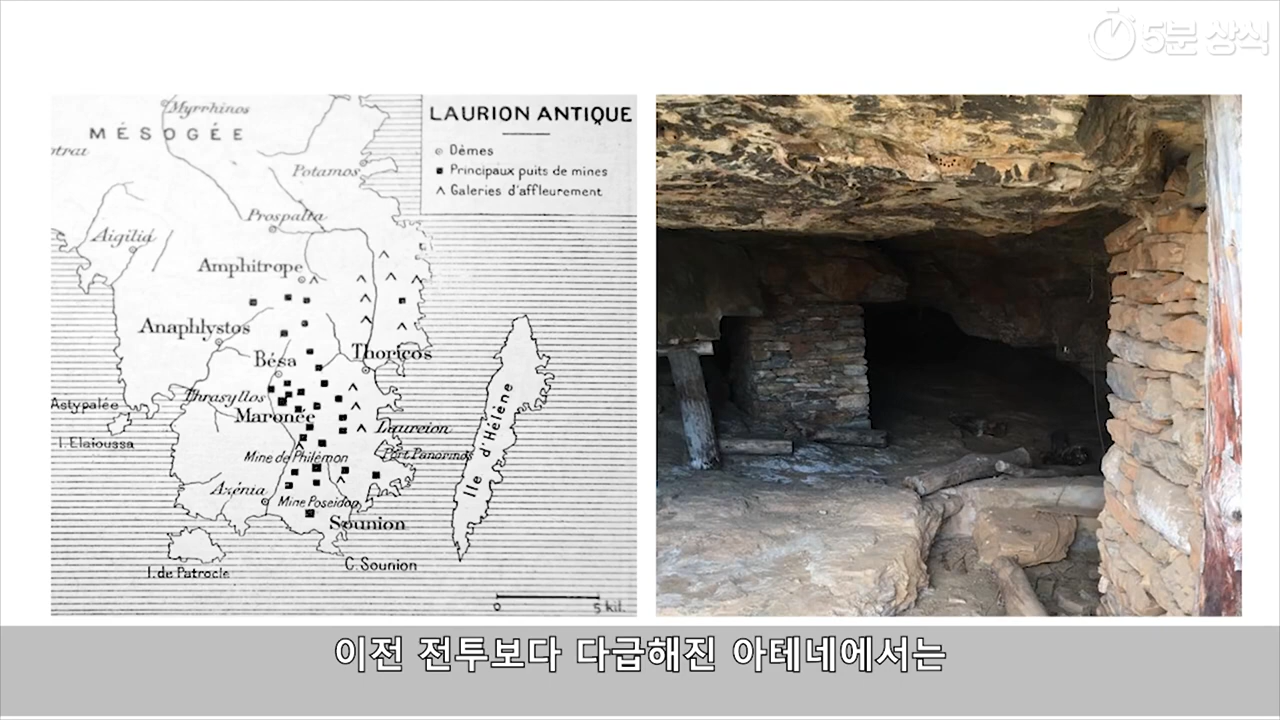 5분 상식
LAURION ANTIQUE
Dèmes
Principaux puits de mines
Galeries d'affleurement
Myrrhinos
MÉSOGÉE
Potamos
Prospalta
Aigilia
Amphitrope
Anaphlystos
Bésa
Thoricos
Thrasyllos
Astypalée
Maronée
Laureion
I. Elaioussa
Mine de Philémon
Port Panormos
Ile d'Hélène
Azénia
Mine Poseidon
Sounion
I. de Patrocle
C. Sounion
0 5 kil.
이전 전투보다 다급해진 아테네에서는